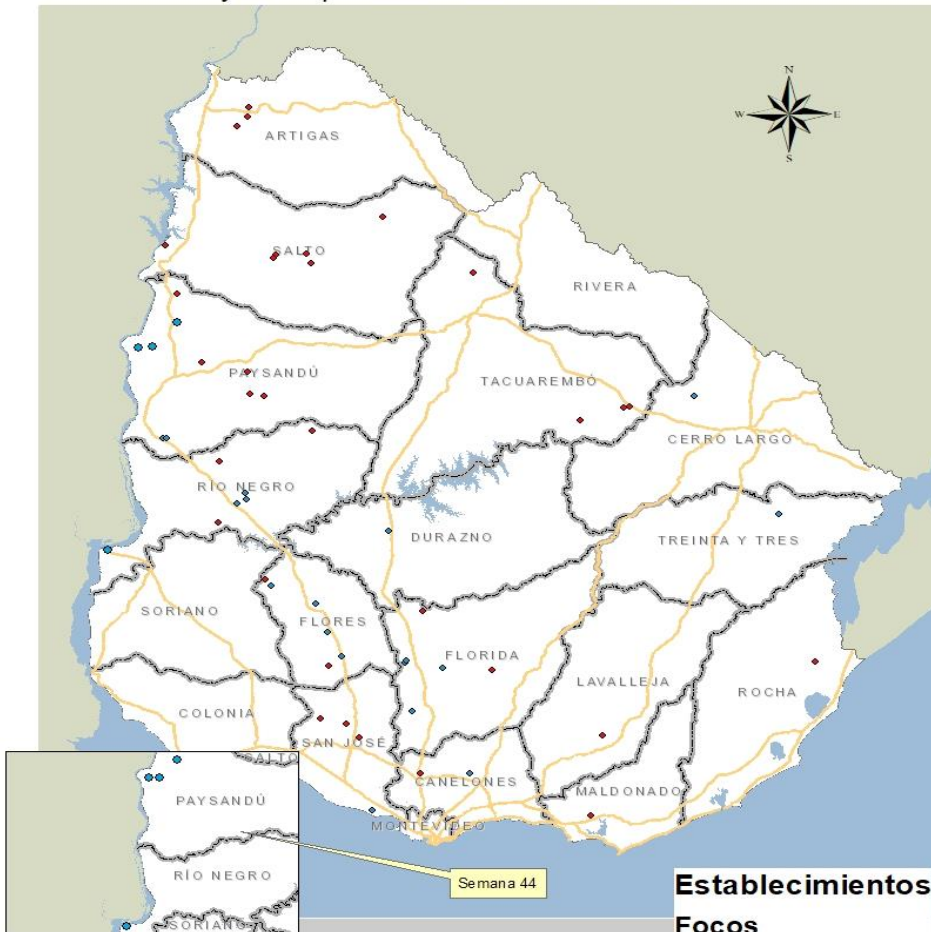 N
W E
S
ARTIGAS
SALTO
RIVERA
PAYSANDÚ
TACUAREMBÓ
CERRO LARGO
RÍO NEGRO
DURAZNO
TREINTA Y TRES
SORIANO
FLORES
FLORIDA
LAVALLEJA
ROCHA
COLONIA
SAN JOSÉ
CANELONES
MALDONADO
MONTEVIDEO
SALTO
PAYSANDÚ
RÍO NEGRO
SORIANO
Semana 44
Establecimientos
Focos